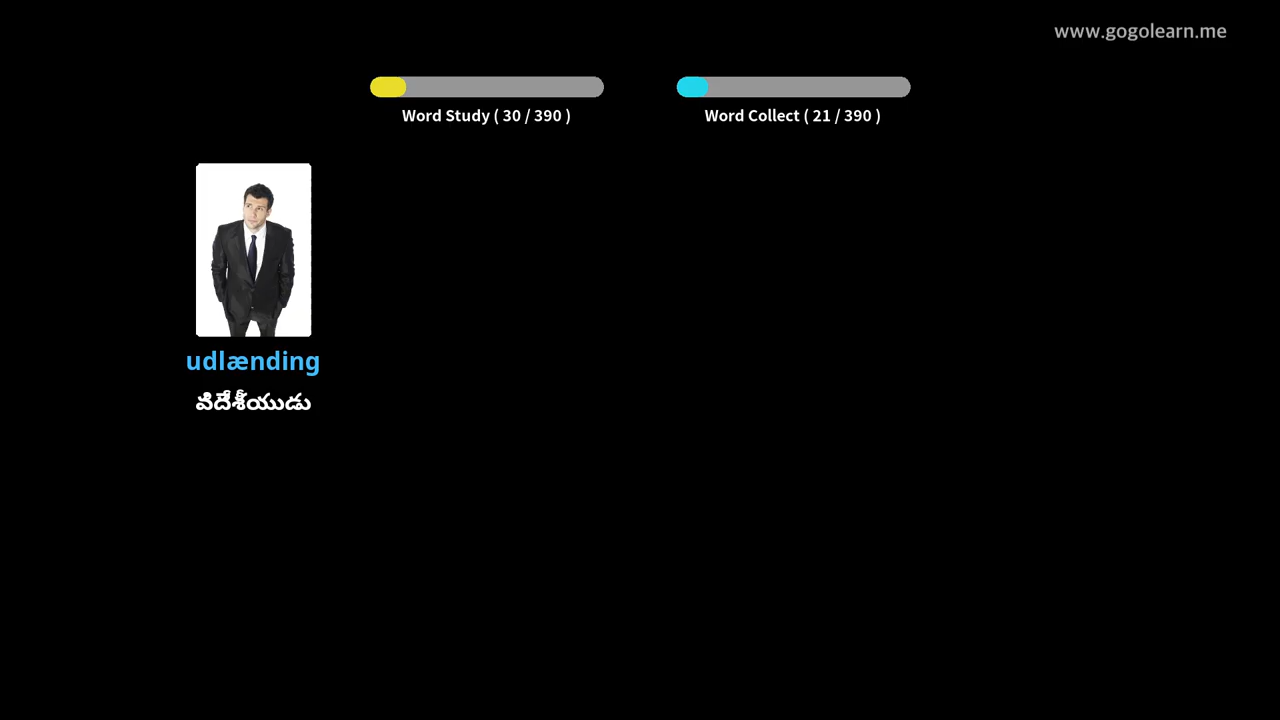 www.gogolearn.me
Word Study ( 30 / 390 )
Word Collect ( 21 / 390 )
udlænding
విదేశీయుడు